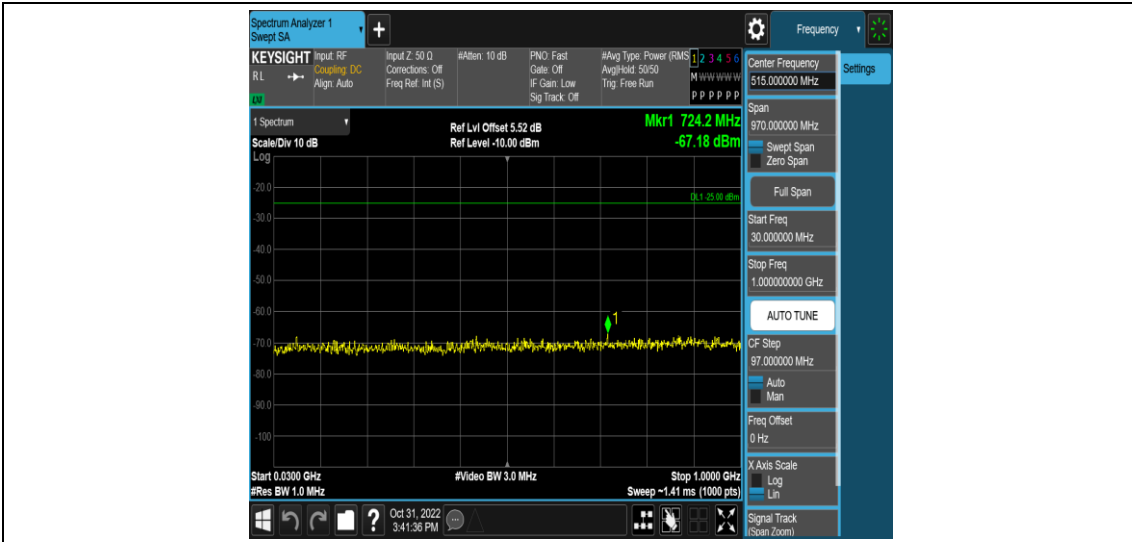 Spectrum Analyzer 1
Swept SA
+
Frequency
KEYSIGHT
RL
Input: RF
Coupling: DC
Align: Auto
Input Z: 50 Ω
Corrections: Off
Freq Ref: Int (S)
#Atten: 10 dB
PNO: Fast
Gate: Off
IF Gain: Low
Sig Track: Off
#Avg Type: Power (RMS
Avg|Hold: 50/50
Trig: Free Run
1 2 3 4 5 6
M W W W W W
P P P P P P
1 Spectrum
Scale/Div 10 dB
Ref Lvl Offset 5.52 dB
Ref Level -10.00 dBm
Mkr1 724.2 MHz
-67.18 dBm
Log
DL1 -25.00 dBm
-20.0
-30.0
-40.0
-50.0
-60.0
-70.0
-80.0
-90.0
-100
1
Start 0.0300 GHz
#Res BW 1.0 MHz
#Video BW 3.0 MHz
Stop 1.0000 GHz
Sweep ~1.41 ms (1000 pts)
Center Frequency
515.000000 MHz
Span
970.000000 MHz
Swept Span
Zero Span
Full Span
Start Freq
30.000000 MHz
Stop Freq
1.000000000 GHz
AUTO TUNE
CF Step
97.000000 MHz
Auto
Man
Freq Offset
0 Hz
X Axis Scale
Log
Lin
Signal Track
(Span Zoom)
Settings
?
Oct 31, 2022
3:41:36 PM